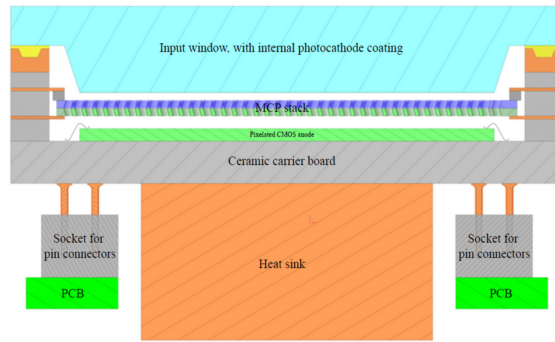 Input window, with internal photocathode coating
MCP stack
Pixelated CMOS anode
Ceramic carrier board
Socket for
pin connectors
Heat sink
Socket for
pin connectors
PCB
PCB